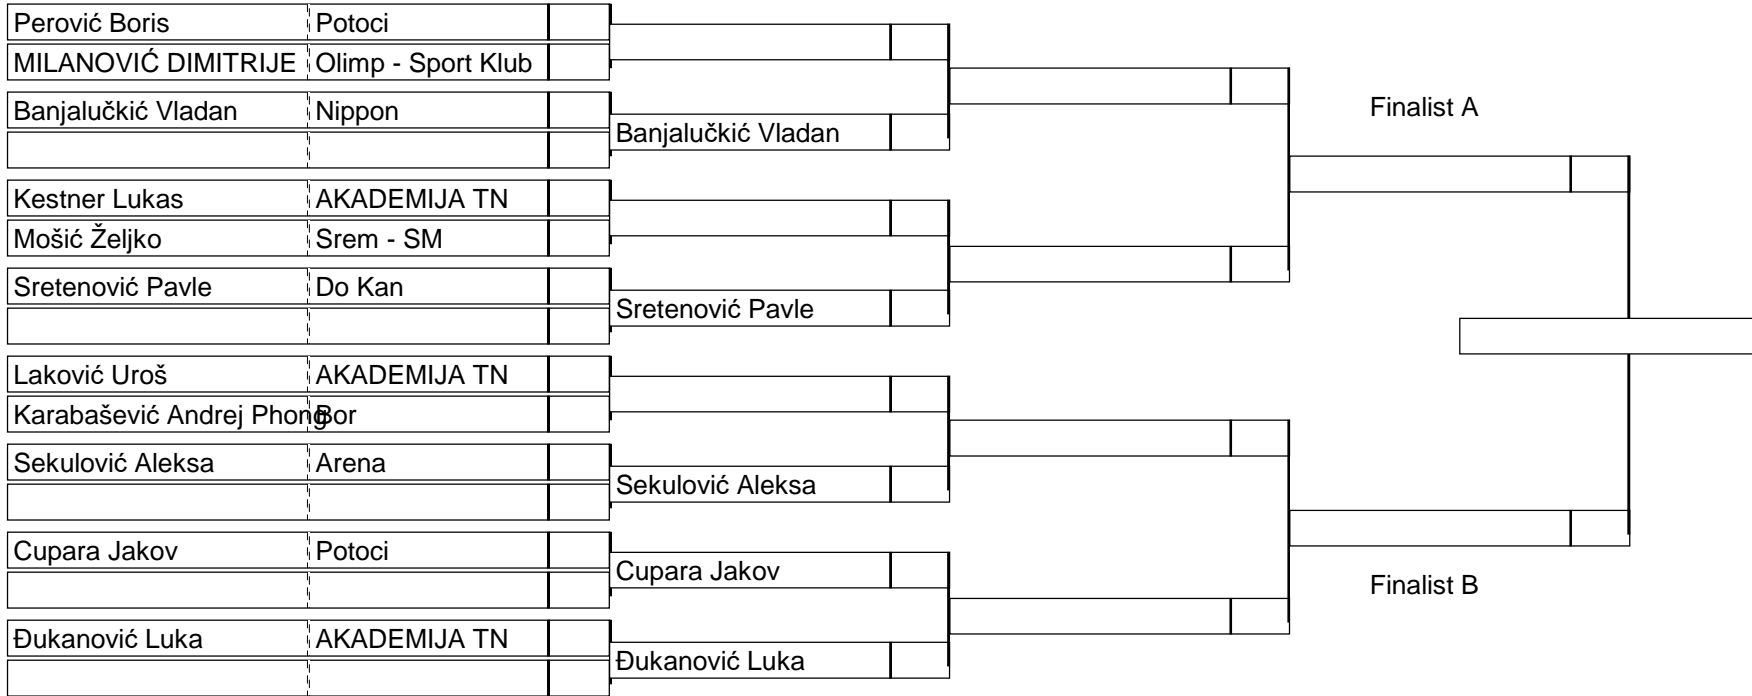 Perović Boris Potoci
MILANOVIĆ DIMITRIJE Olimp - Sport Klub
Banjalučkić Vladan Nippon
Banjalučkić Vladan
Kestner Lukas AKADEMIJA TN
Mošić Željko Srem - SM
Sretenović Pavle Do Kan
Sretenović Pavle
Laković Uroš AKADEMIJA TN
Karabašević Andrej Phong Bor
Sekulović Aleksa Arena
Sekulović Aleksa
Cupara Jakov Potoci
Cupara Jakov
Đukanović Luka AKADEMIJA TN
Đukanović Luka
Finalist A
Finalist B